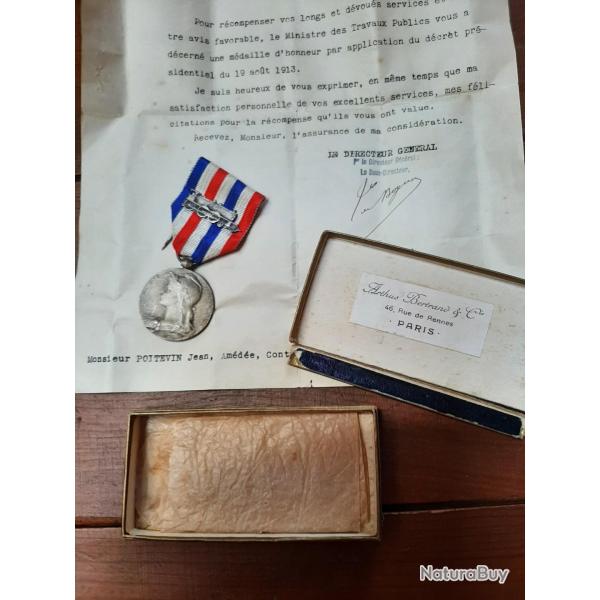 Pour récompenser vos longs et dévoués services et
tre avis favorable, le Ministre des Travaux Publics vous a
décerné une médaille d'honneur par application du décret pré-
sidentiel du 19 août 1913.
Je suis heureux de vous exprimer, en même temps que ma
satisfaction personnelle de vos excellents services, mes féli-
citations pour la récompense qu'ils vous ont value.
Recevez, Monsieur, l'assurance de ma considération.
LE DIRECTEUR GENERAL
Pr le Directeur Général:
Le Sous-Directeur,
Monsieur POITEVIN Jean, Amédée, Cont
Arthus Bertrand & Cie
46, Rue de Rennes
PARIS
NaturaBuy